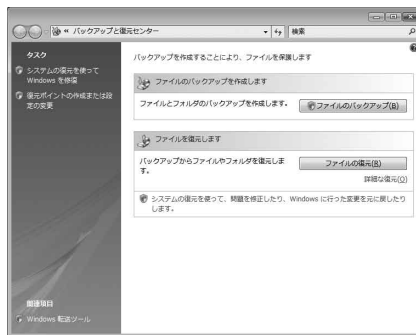 « バックアップと復元センター
検索
タスク
システムの復元を使って
Windows を修復
復元ポイントの作成または設
定の変更
バックアップを作成することにより、ファイルを保護します
ファイルのバックアップを作成します
ファイルとフォルダのバックアップを作成します。
ファイルのバックアップ(B)
ファイルを復元します
バックアップからファイルやフォルダを復元しま
す。
ファイルの復元(R)
詳細な復元(O)
システムの復元を使って、問題を修正したり、Windows に行った変更を元に戻したり
します。
関連項目
Windows 転送ツール